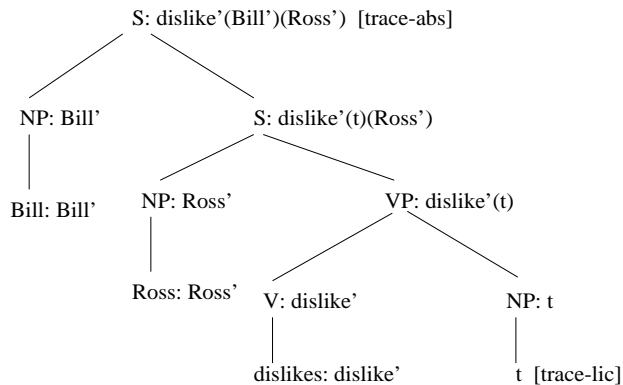 S: dislike’(Bill’)(Ross’)  [trace-abs]
NP: Bill’
S: dislike’(t)(Ross’)
Bill: Bill’
NP: Ross’
VP: dislike’(t)
Ross: Ross’
V: dislike’
NP: t
dislikes: dislike’
t  [trace-lic]